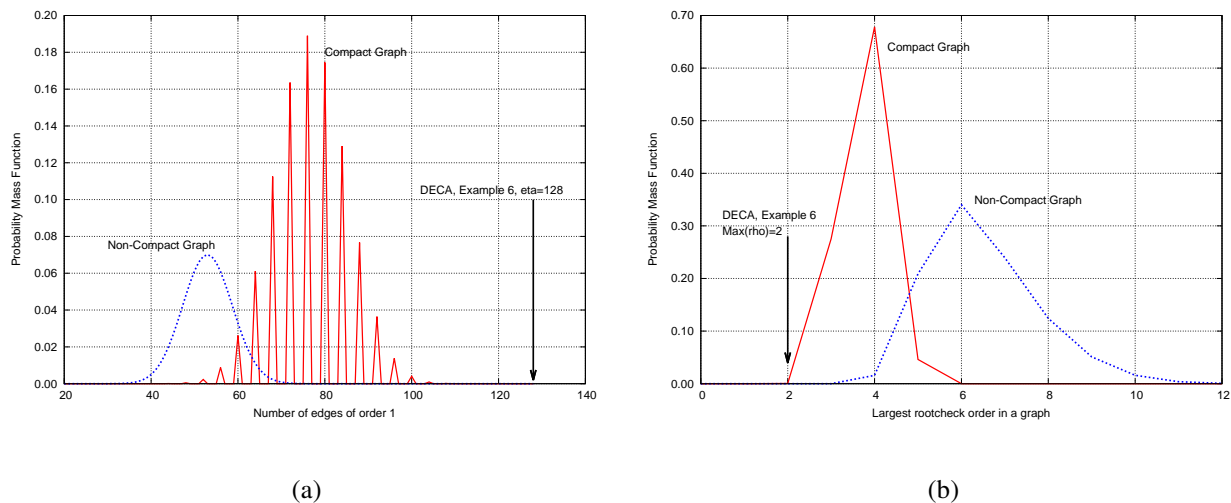 0.20
0.18
0.16
0.14
0.12
0.10
0.08
0.06
0.04
0.02
0.00
Probability Mass Function
20
40
60
80
100
120
140
Number of edges of order 1
Compact Graph
Non-Compact Graph
DECA, Example 6, eta=128
(a)
0.70
0.60
0.50
0.40
0.30
0.20
0.10
0.00
Probability Mass Function
0
2
4
6
8
10
12
Largest rootcheck order in a graph
Compact Graph
Non-Compact Graph
DECA, Example 6
Max(rho)=2
(b)